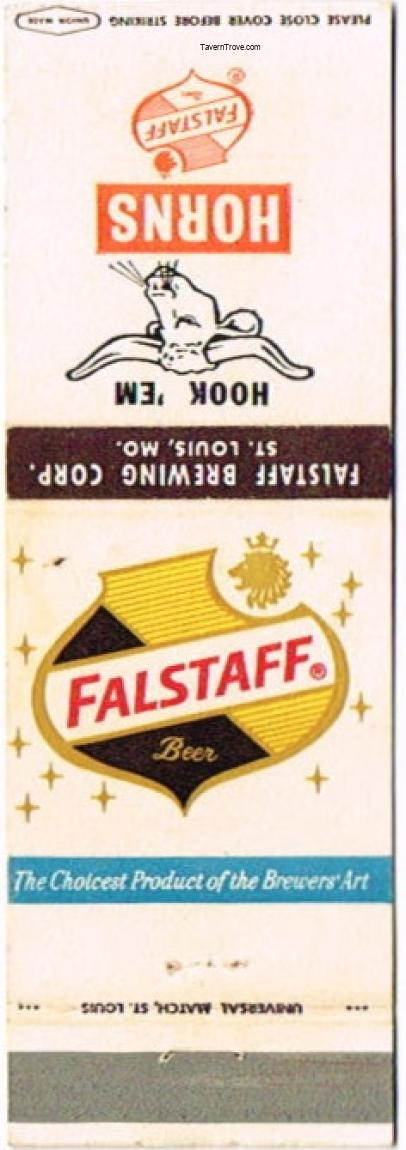 PLEASE CLOSE COVER BEFORE STRIKING
UNION MADE
TavernTrove.com
FALSTAFF
Beer
HORNS
HOOK 'EM
FALSTAFF BREWING CORP.
ST. LOUIS, MO.
FALSTAFF®
Beer
The Choicest Product of the Brewers' Art
*** UNIVERSAL MATCH, ST. LOUIS ***